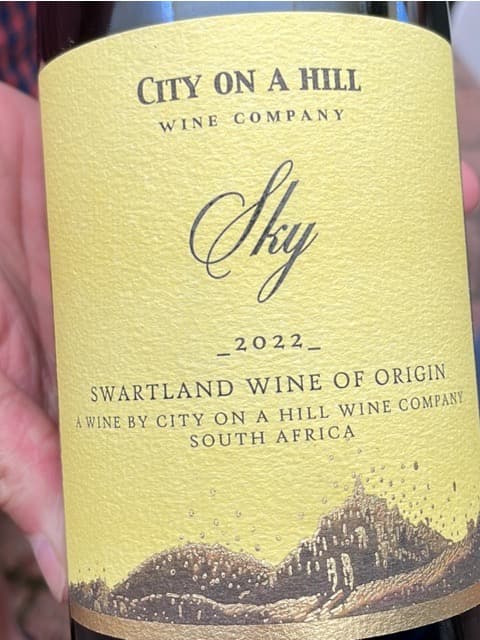 CITY ON A HILL
WINE COMPANY
Sky
_2022_
SWARTLAND WINE OF ORIGIN
A WINE BY CITY ON A HILL WINE COMPANY
SOUTH AFRICA